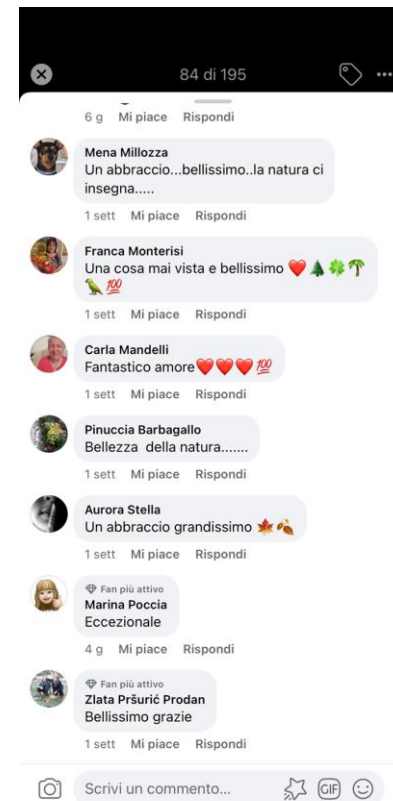 84 di 195
6 g Mi piace Rispondi
Mena Millozza
Un abbraccio...bellissimo..la natura ci
insegna.....
1 sett Mi piace Rispondi
Franca Monterisi
Una cosa mai vista e bellissimo ❤️🌲🍀🌴
🦜💯
1 sett Mi piace Rispondi
Carla Mandelli
Fantastico amore❤️❤️❤️💯
1 sett Mi piace Rispondi
Pinuccia Barbagallo
Bellezza della natura.......
1 sett Mi piace Rispondi
Aurora Stella
Un abbraccio grandissimo 🍁🍂
1 sett Mi piace Rispondi
Fan più attivo
Marina Poccia
Eccezionale
4 g Mi piace Rispondi
Fan più attivo
Zlata Pršurić Prodan
Bellissimo grazie
1 sett Mi piace Rispondi
Scrivi un commento... GIF